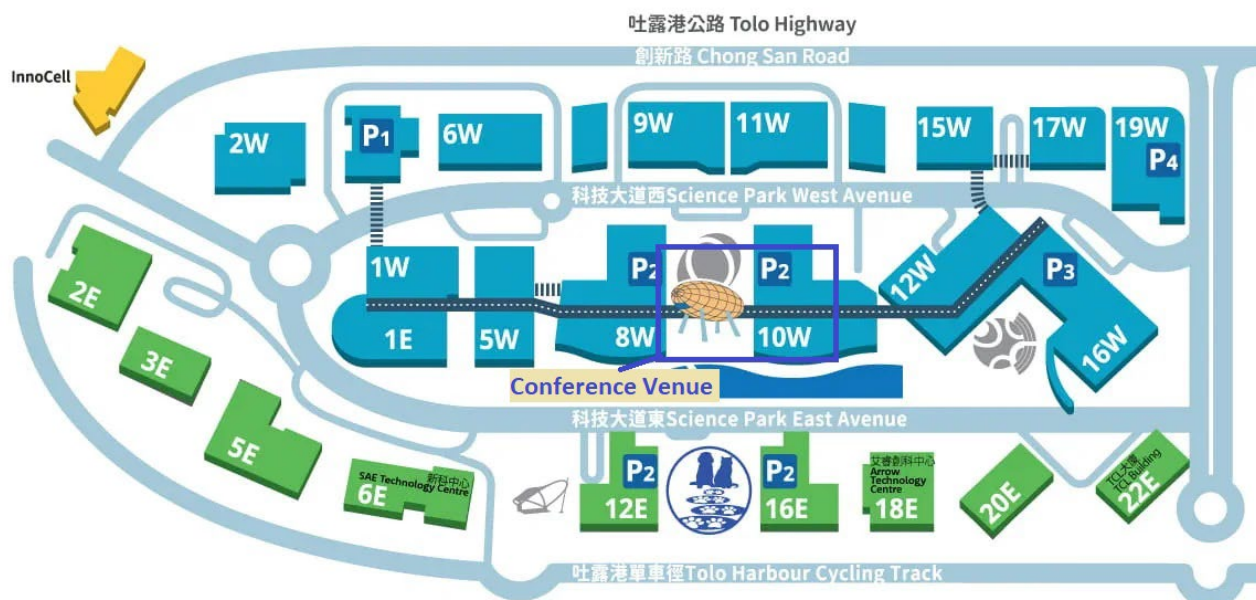 吐露港公路 Tolo Highway
創新路 Chong San Road
InnoCell
2W
P1
6W
9W
11W
15W
17W
19W
P4
科技大道西Science Park West Avenue
1W
P2
P2
12W
P3
2E
1E
5W
8W
10W
16W
3E
Conference Venue
科技大道東Science Park East Avenue
5E
SAE Technology Centre 新科中心
6E
P2
12E
P2
16E
艾睿創科中心
Arrow
Technology
Centre
18E
20E
TCL大廈
TCL Building
22E
吐露港單車徑Tolo Harbour Cycling Track